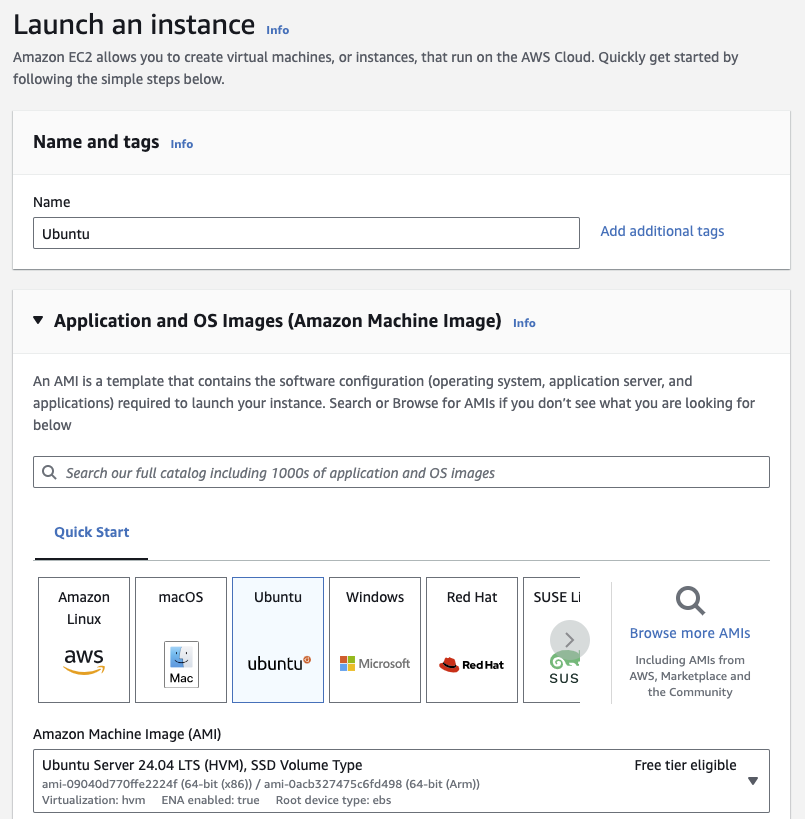 Launch an instance Info
Amazon EC2 allows you to create virtual machines, or instances, that run on the AWS Cloud. Quickly get started by
following the simple steps below.
Name and tags Info
Name
Ubuntu
Add additional tags
Application and OS Images (Amazon Machine Image) Info
An AMI is a template that contains the software configuration (operating system, application server, and
applications) required to launch your instance. Search or Browse for AMIs if you don’t see what you are looking for
below
Search our full catalog including 1000s of application and OS images
Quick Start
Amazon
Linux
aws
macOS
Mac
Ubuntu
ubuntu
Windows
Microsoft
Red Hat
RedHat
SUSE Li
SUS
Browse more AMIs
Including AMIs from
AWS, Marketplace and
the Community
Amazon Machine Image (AMI)
Ubuntu Server 24.04 LTS (HVM), SSD Volume Type
Free tier eligible
ami-09040d770ffe2224f (64-bit (x86)) / ami-0acb327475c6fd498 (64-bit (Arm))
Virtualization: hvm ENA enabled: true Root device type: ebs